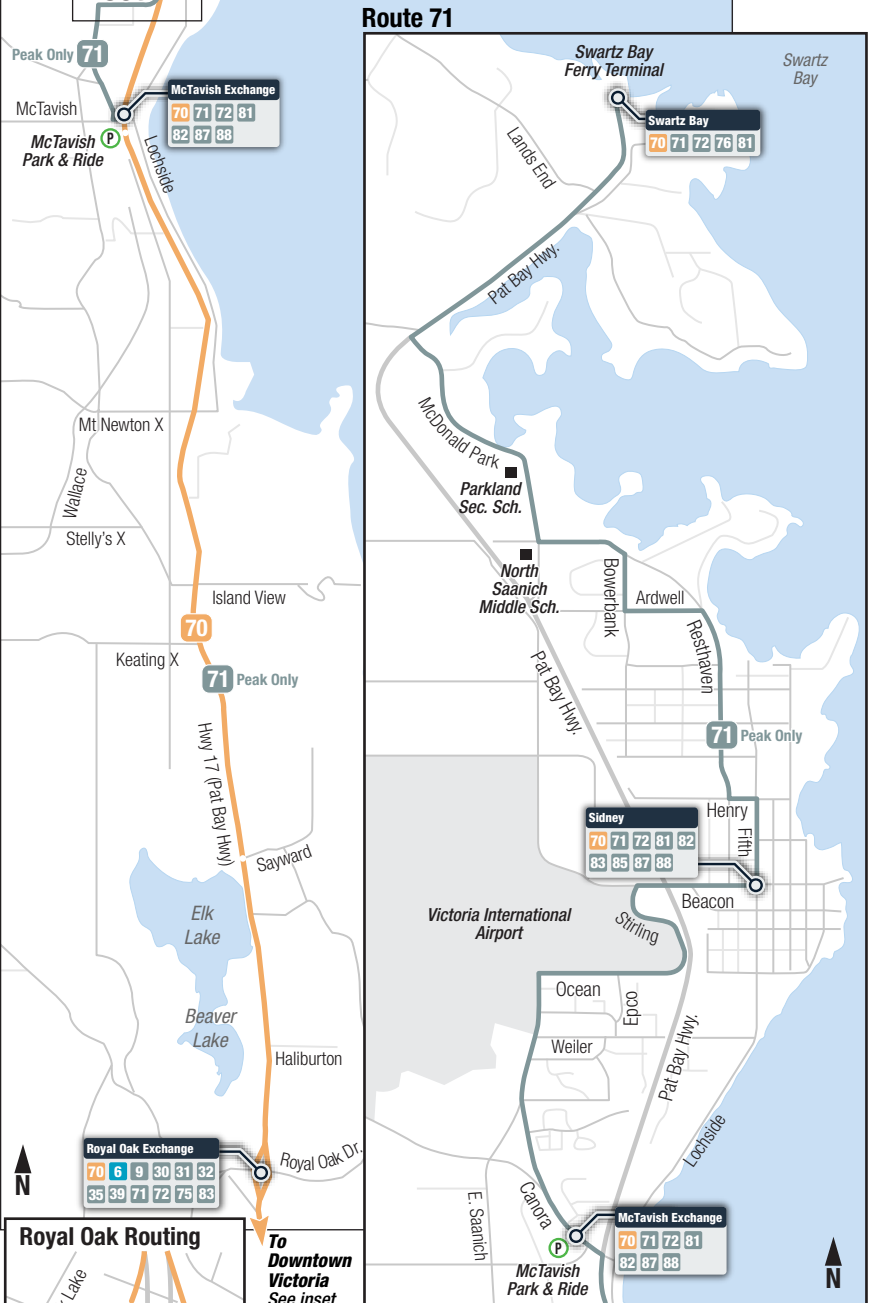 Peak Only 71
McTavish
McTavish Exchange
70 71 72 81
82 87 88
P
McTavish
Park & Ride
Lochside
Mt Newton X
Wallace
Stelly's X
Island View
70
Keating X
71 Peak Only
Hwy 17 (Pat Bay Hwy)
Sayward
Elk
Lake
Beaver
Lake
Haliburton
Royal Oak Exchange
70 6 9 30 31 32
35 39 71 72 75 83
Royal Oak Dr.
N
Royal Oak Routing
Lake
To
Downtown
Victoria
See inset
Route 71
Swartz Bay
Ferry Terminal
Swartz
Bay
Swartz Bay
70 71 72 76 81
Lands End
Pat Bay Hwy.
McDonald Park
Parkland
Sec. Sch.
North
Saanich
Middle Sch.
Bowerbank
Ardwell
Resthaven
Pat Bay Hwy.
71 Peak Only
Henry
Fifth
Sidney
70 71 72 81 82
83 85 87 88
Beacon
Stirling
Victoria International
Airport
Ocean
Epco
Weiler
Pat Bay Hwy.
Lochside
Canora
E. Saanich
McTavish Exchange
70 71 72 81
82 87 88
P
McTavish
Park & Ride
N